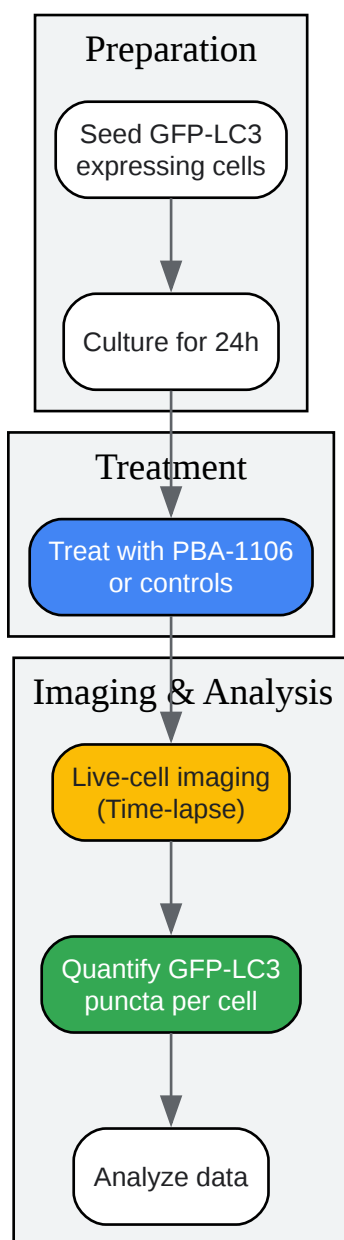 Preparation
Seed GFP-LC3
expressing cells
Culture for 24h
Treatment
Treat with PBA-1106
or controls
Imaging & Analysis
Live-cell imaging
(Time-lapse)
Quantify GFP-LC3
puncta per cell
Analyze data